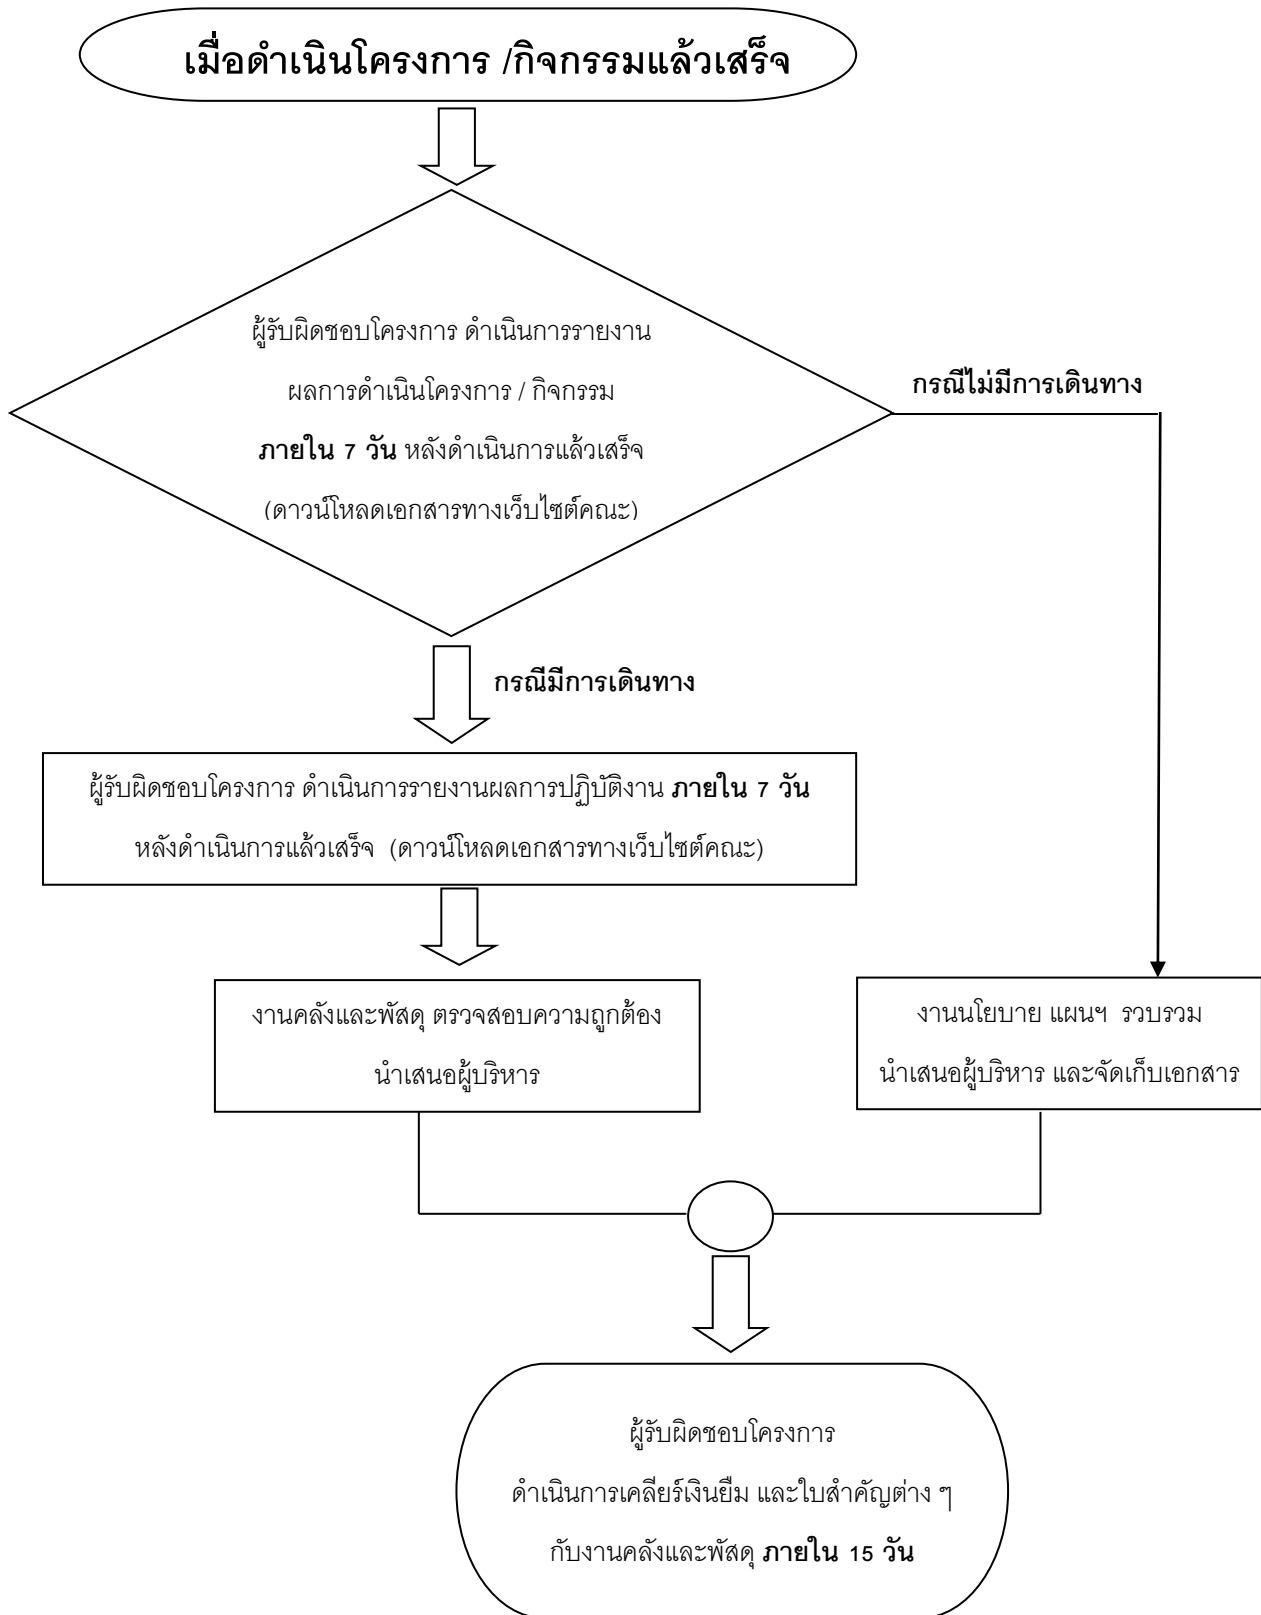 เมื่อดำเนินโครงการ /กิจกรรมแล้วเสร็จ
ผู้รับผิดชอบโครงการ ดำเนินการรายงาน
ผลการดำเนินโครงการ / กิจกรรม
ภายใน 7 วัน หลังดำเนินการแล้วเสร็จ
(ดาวน์โหลดเอกสารทางเว็บไซต์คณะ)
กรณีไม่มีการเดินทาง
กรณีมีการเดินทาง
ผู้รับผิดชอบโครงการ ดำเนินการรายงานผลการปฏิบัติงาน ภายใน 7 วัน
หลังดำเนินการแล้วเสร็จ (ดาวน์โหลดเอกสารทางเว็บไซต์คณะ)
งานคลังและพัสดุ ตรวจสอบความถูกต้อง
นำเสนอผู้บริหาร
งานนโยบาย แผนฯ รวบรวม
นำเสนอผู้บริหาร และจัดเก็บเอกสาร
ผู้รับผิดชอบโครงการ
ดำเนินการเคลียร์เงินยืม และใบสำคัญต่าง ๆ
กับงานคลังและพัสดุ ภายใน 15 วัน